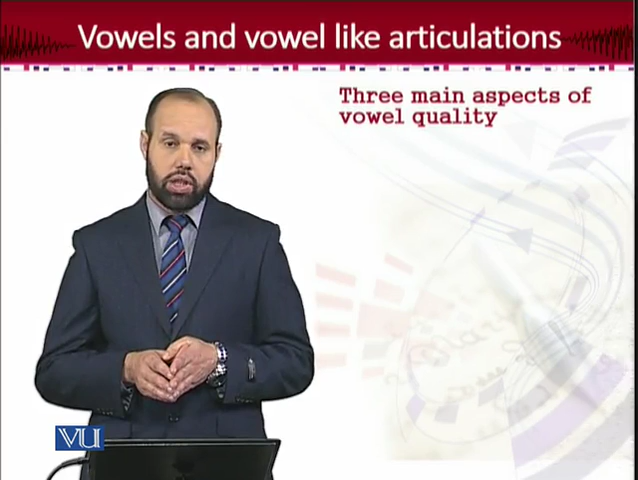 Vowels and vowel like articulations
Three main aspects of
vowel quality
VU